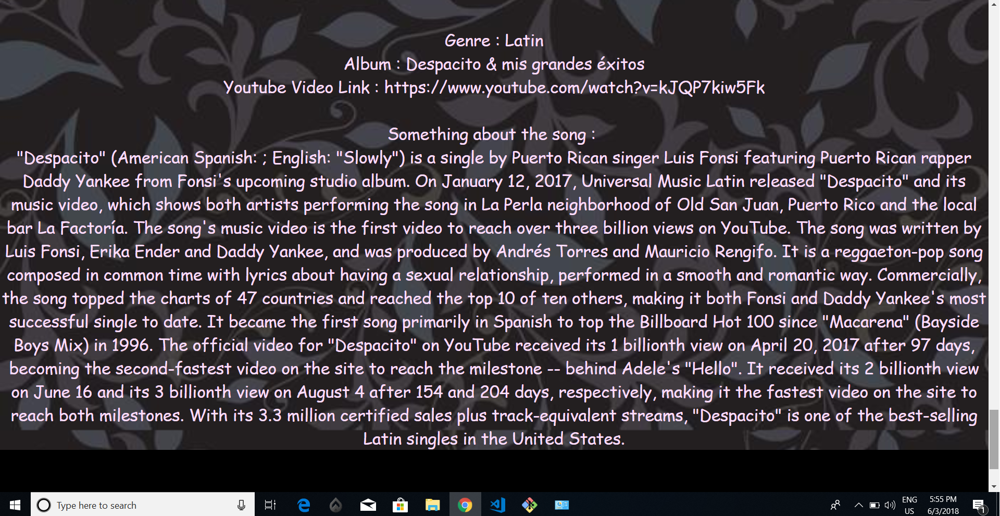 Genre : Latin
Album : Despacito & mis grandes éxitos
Youtube Video Link : https://www.youtube.com/watch?v=kJQP7kiw5Fk
Something about the song :
"Despacito" (American Spanish: ; English: "Slowly") is a single by Puerto Rican singer Luis Fonsi featuring Puerto Rican rapper
Daddy Yankee from Fonsi's upcoming studio album. On January 12, 2017, Universal Music Latin released "Despacito" and its
music video, which shows both artists performing the song in La Perla neighborhood of Old San Juan, Puerto Rico and the local
bar La Factoría. The song's music video is the first video to reach over three billion views on YouTube. The song was written by
Luis Fonsi, Erika Ender and Daddy Yankee, and was produced by Andrés Torres and Mauricio Rengifo. It is a reggaeton-pop song
composed in common time with lyrics about having a sexual relationship, performed in a smooth and romantic way. Commercially,
the song topped the charts of 47 countries and reached the top 10 of ten others, making it both Fonsi and Daddy Yankee's most
successful single to date. It became the first song primarily in Spanish to top the Billboard Hot 100 since "Macarena" (Bayside
Boys Mix) in 1996. The official video for "Despacito" on YouTube received its 1 billionth view on April 20, 2017 after 97 days,
becoming the second-fastest video on the site to reach the milestone -- behind Adele's "Hello". It received its 2 billionth view
on June 16 and its 3 billionth view on August 4 after 154 and 204 days, respectively, making it the fastest video on the site to
reach both milestones. With its 3.3 million certified sales plus track-equivalent streams, "Despacito" is one of the best-selling
Latin singles in the United States.
Type here to search
ENG
US
5:55 PM
6/3/2018
1